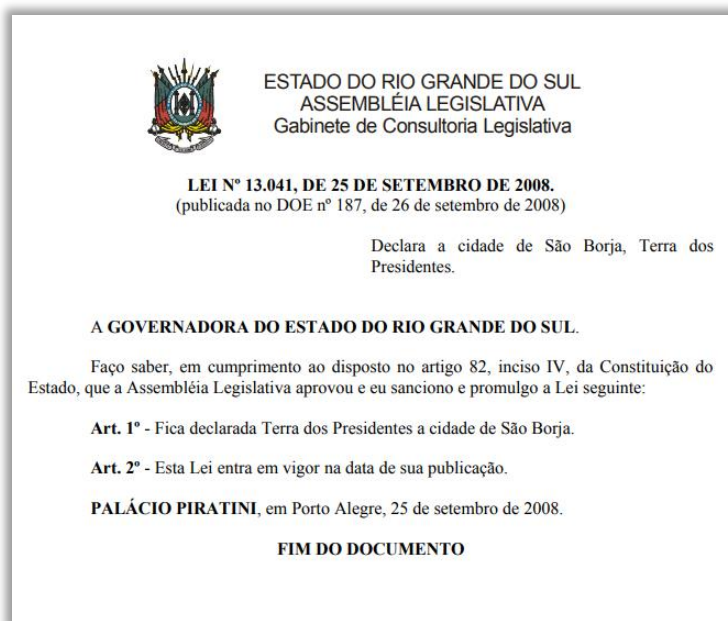 ESTADO DO RIO GRANDE DO SUL
ASSEMBLÉIA LEGISLATIVA
Gabinete de Consultoria Legislativa
LEI Nº 13.041, DE 25 DE SETEMBRO DE 2008.
(publicada no DOE nº 187, de 26 de setembro de 2008)
Declara a cidade de São Borja, Terra dos
Presidentes.
A GOVERNADORA DO ESTADO DO RIO GRANDE DO SUL.
Faço saber, em cumprimento ao disposto no artigo 82, inciso IV, da Constituição do
Estado, que a Assembléia Legislativa aprovou e eu sanciono e promulgo a Lei seguinte:
Art. 1º - Fica declarada Terra dos Presidentes a cidade de São Borja.
Art. 2º - Esta Lei entra em vigor na data de sua publicação.
PALÁCIO PIRATINI, em Porto Alegre, 25 de setembro de 2008.
FIM DO DOCUMENTO